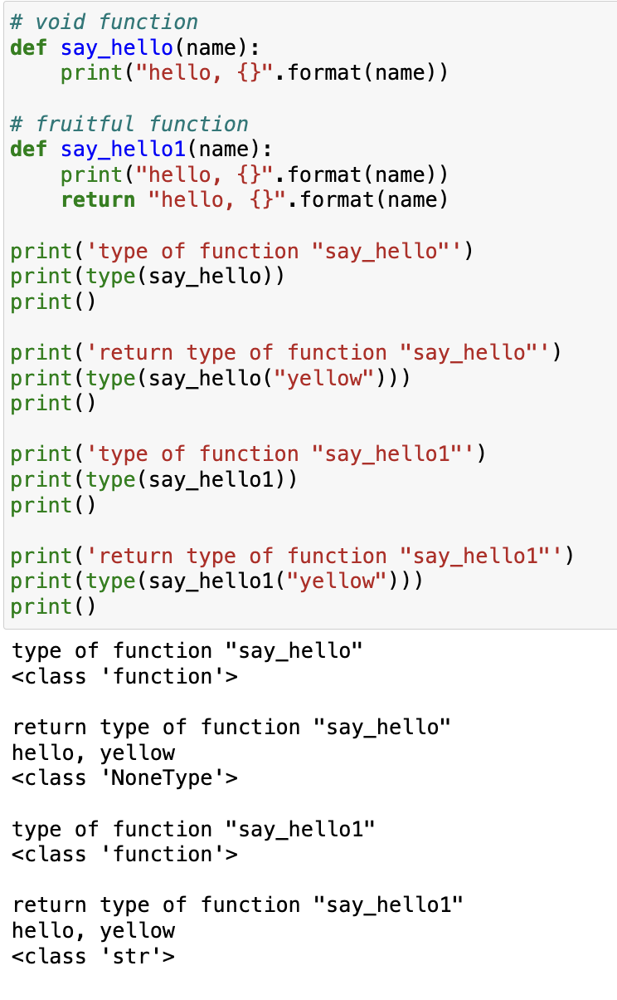 # void function
def say_hello(name):
    print("hello, {}".format(name))

# fruitful function
def say_hello1(name):
    print("hello, {}".format(name))
    return "hello, {}".format(name)

print('type of function "say_hello"')
print(type(say_hello))
print()

print('return type of function "say_hello"')
print(type(say_hello("yellow")))
print()

print('type of function "say_hello1"')
print(type(say_hello1))
print()

print('return type of function "say_hello1"')
print(type(say_hello1("yellow")))
print()

type of function "say_hello"
<class 'function'>

return type of function "say_hello"
hello, yellow
<class 'NoneType'>

type of function "say_hello1"
<class 'function'>

return type of function "say_hello1"
hello, yellow
<class 'str'>